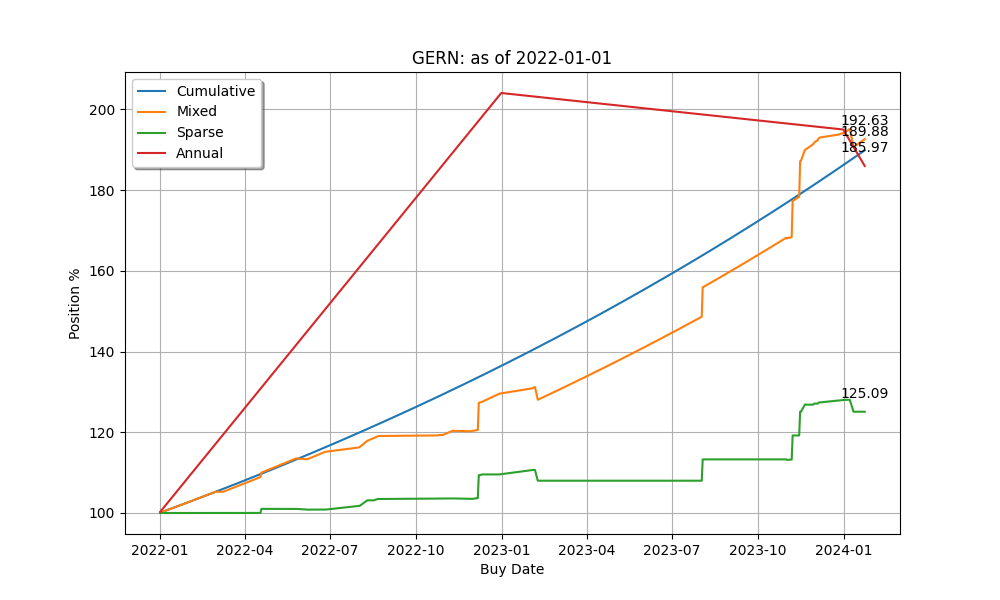 GERN: as of 2022-01-01
Cumulative
Mixed
Sparse
Annual
192.63
189.88
185.97
125.09
200
180
160
140
120
100
Position %
2022-01 2022-04 2022-07 2022-10 2023-01 2023-04 2023-07 2023-10 2024-01
Buy Date